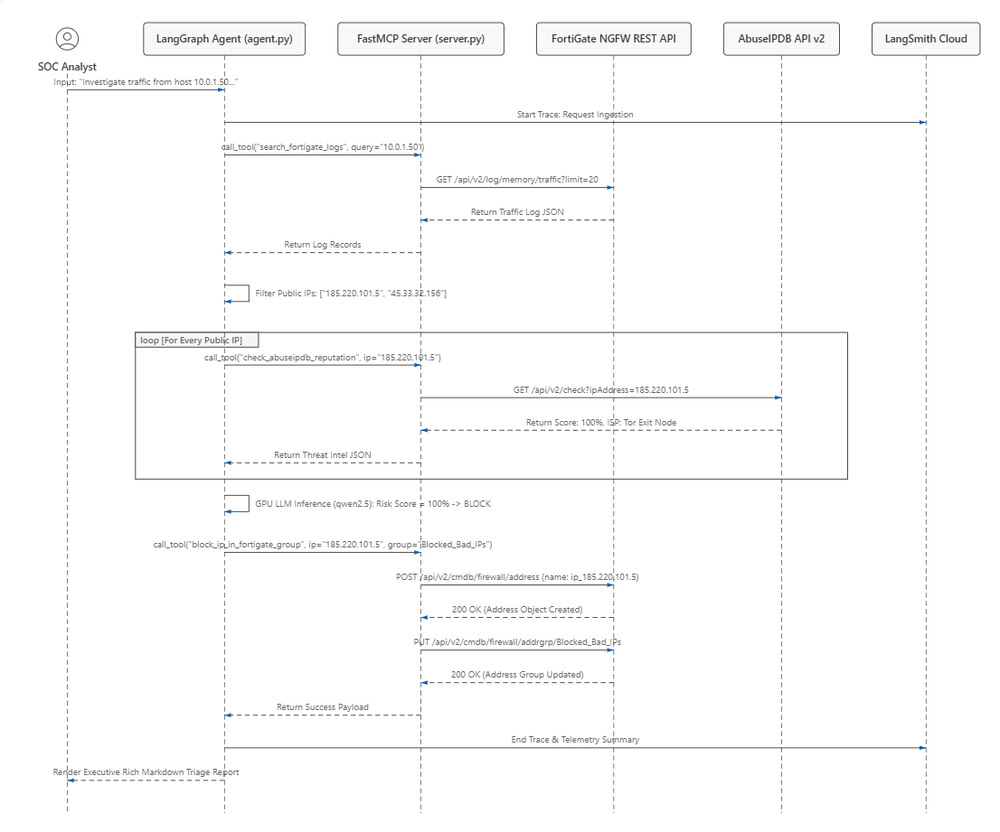 LangGraph Agent (agent.py)
FastMCP Server (server.py)
FortiGate NGFW REST API
AbuseIPDB API v2
LangSmith Cloud
SOC Analyst
Input: "Investigate traffic from host 10.0.1.50..."
Start Trace: Request Ingestion
call_tool("search_fortigate_logs", query="10.0.1.50")
GET /api/v2/log/memory/traffic?limit=20
Return Traffic Log JSON
Return Log Records
Filter Public IPs: ["185.220.101.5", "45.33.32.156"]
loop [For Every Public IP]
call_tool("check_abuseipdb_reputation", ip="185.220.101.5")
GET /api/v2/check?ipAddress=185.220.101.5
Return Score: 100%, ISP: Tor Exit Node
Return Threat Intel JSON
GPU LLM Inference (qwen2.5): Risk Score = 100% -> BLOCK
call_tool("block_ip_in_fortigate_group", ip="185.220.101.5", group="Blocked_Bad_IPs")
POST /api/v2/cmdb/firewall/address (name: ip_185.220.101.5)
200 OK (Address Object Created)
PUT /api/v2/cmdb/firewall/addrgrp/Blocked_Bad_IPs
200 OK (Address Group Updated)
Return Success Payload
End Trace & Telemetry Summary
Render Executive Rich Markdown Triage Report